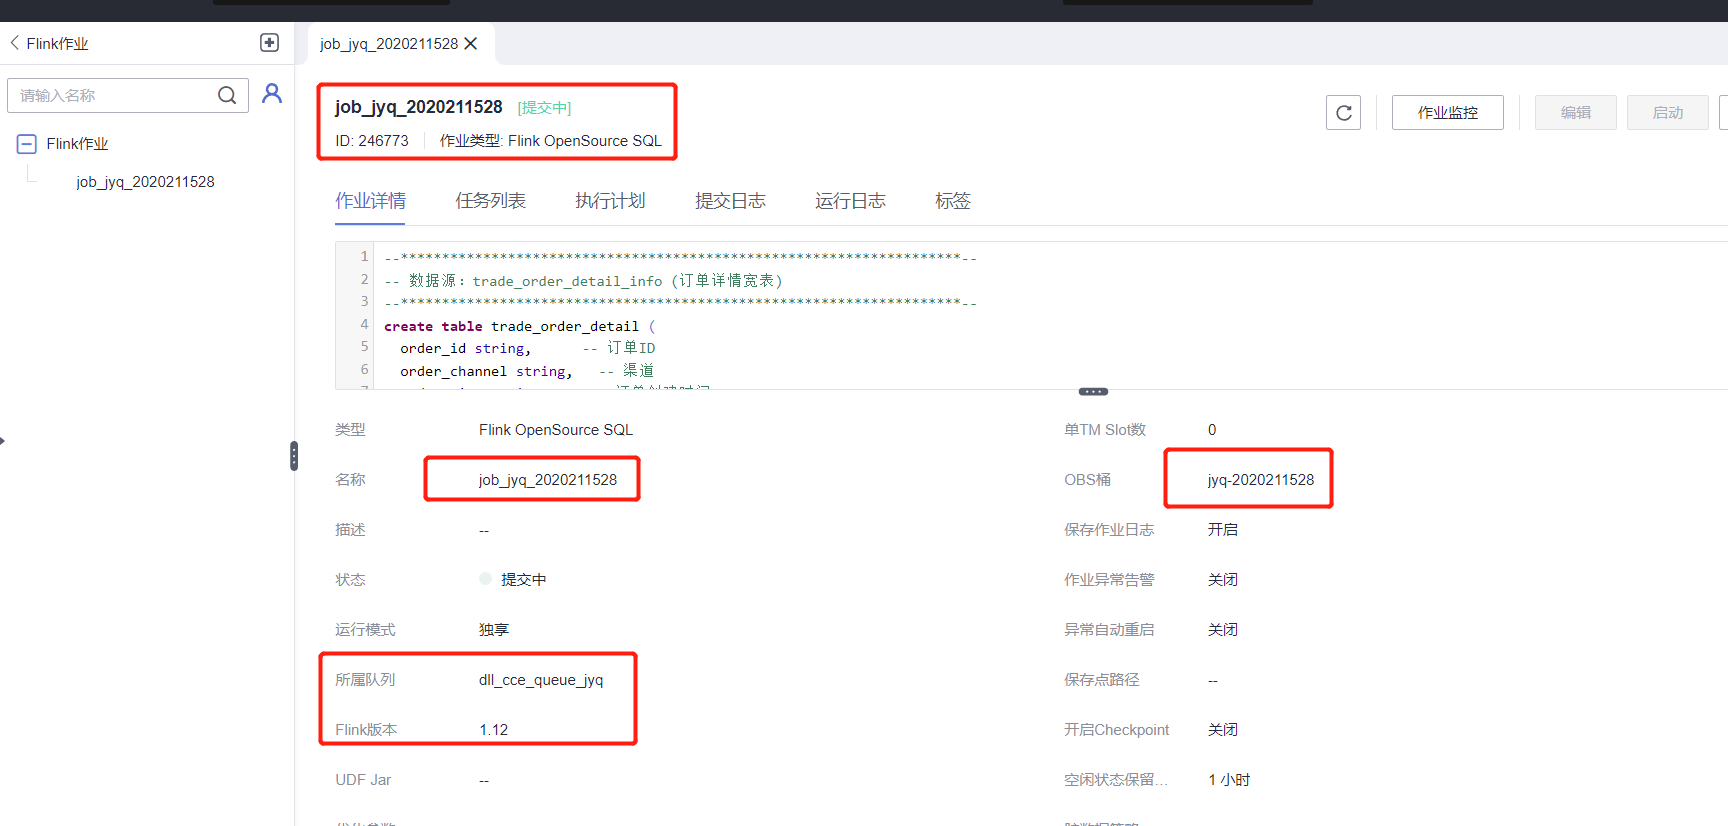 Flink作业
job_jyq_2020211528
请输入名称
Flink作业
job_jyq_2020211528
job_jyq_2020211528 [提交中]
ID: 246773 作业类型: Flink OpenSource SQL
作业监控 编辑 启动
作业详情 任务列表 执行计划 提交日志 运行日志 标签
1 --********************************************************************--
2 -- 数据源：trade_order_detail_info (订单详情宽表)
3 --********************************************************************--
4 create table trade_order_detail (
5 order_id string, -- 订单ID
6 order_channel string, -- 渠道
类型 Flink OpenSource SQL 单TM Slot数 0
名称 job_jyq_2020211528 OBS桶 jyq-2020211528
描述 -- 保存作业日志 开启
状态 提交中 作业异常告警 关闭
运行模式 独享 异常自动重启 关闭
所属队列 dll_cce_queue_jyq 保存点路径 --
Flink版本 1.12 开启Checkpoint 关闭
UDF Jar -- 空闲状态保留... 1 小时